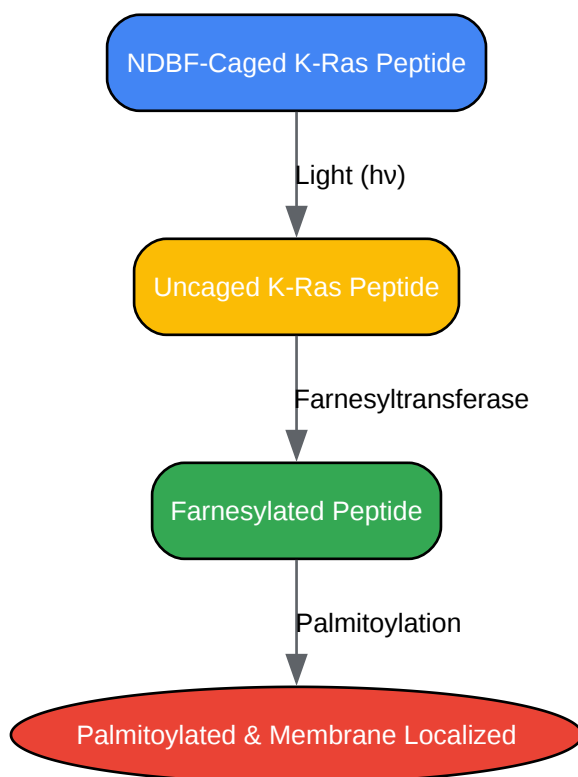 NDBF-Caged K-Ras Peptide
Light (hν)
Uncaged K-Ras Peptide
Farnesyltransferase
Farnesylated Peptide
Palmitoylation
Palmitoylated & Membrane Localized